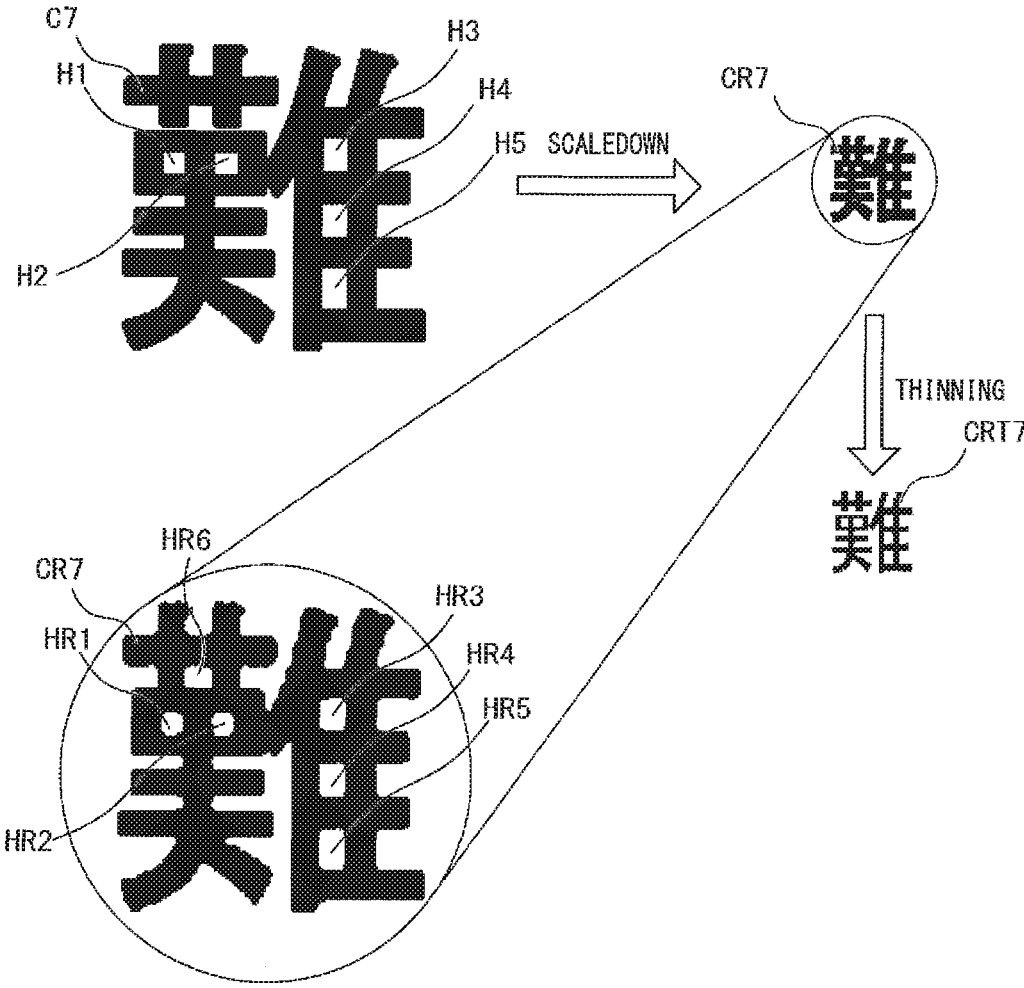 C7
H1
H2
難
H3
H4
H5
SCALEDOWN
CR7
難
THINNING
CRT7
難
HR6
CR7
HR1
HR2
難
HR3
HR4
HR5